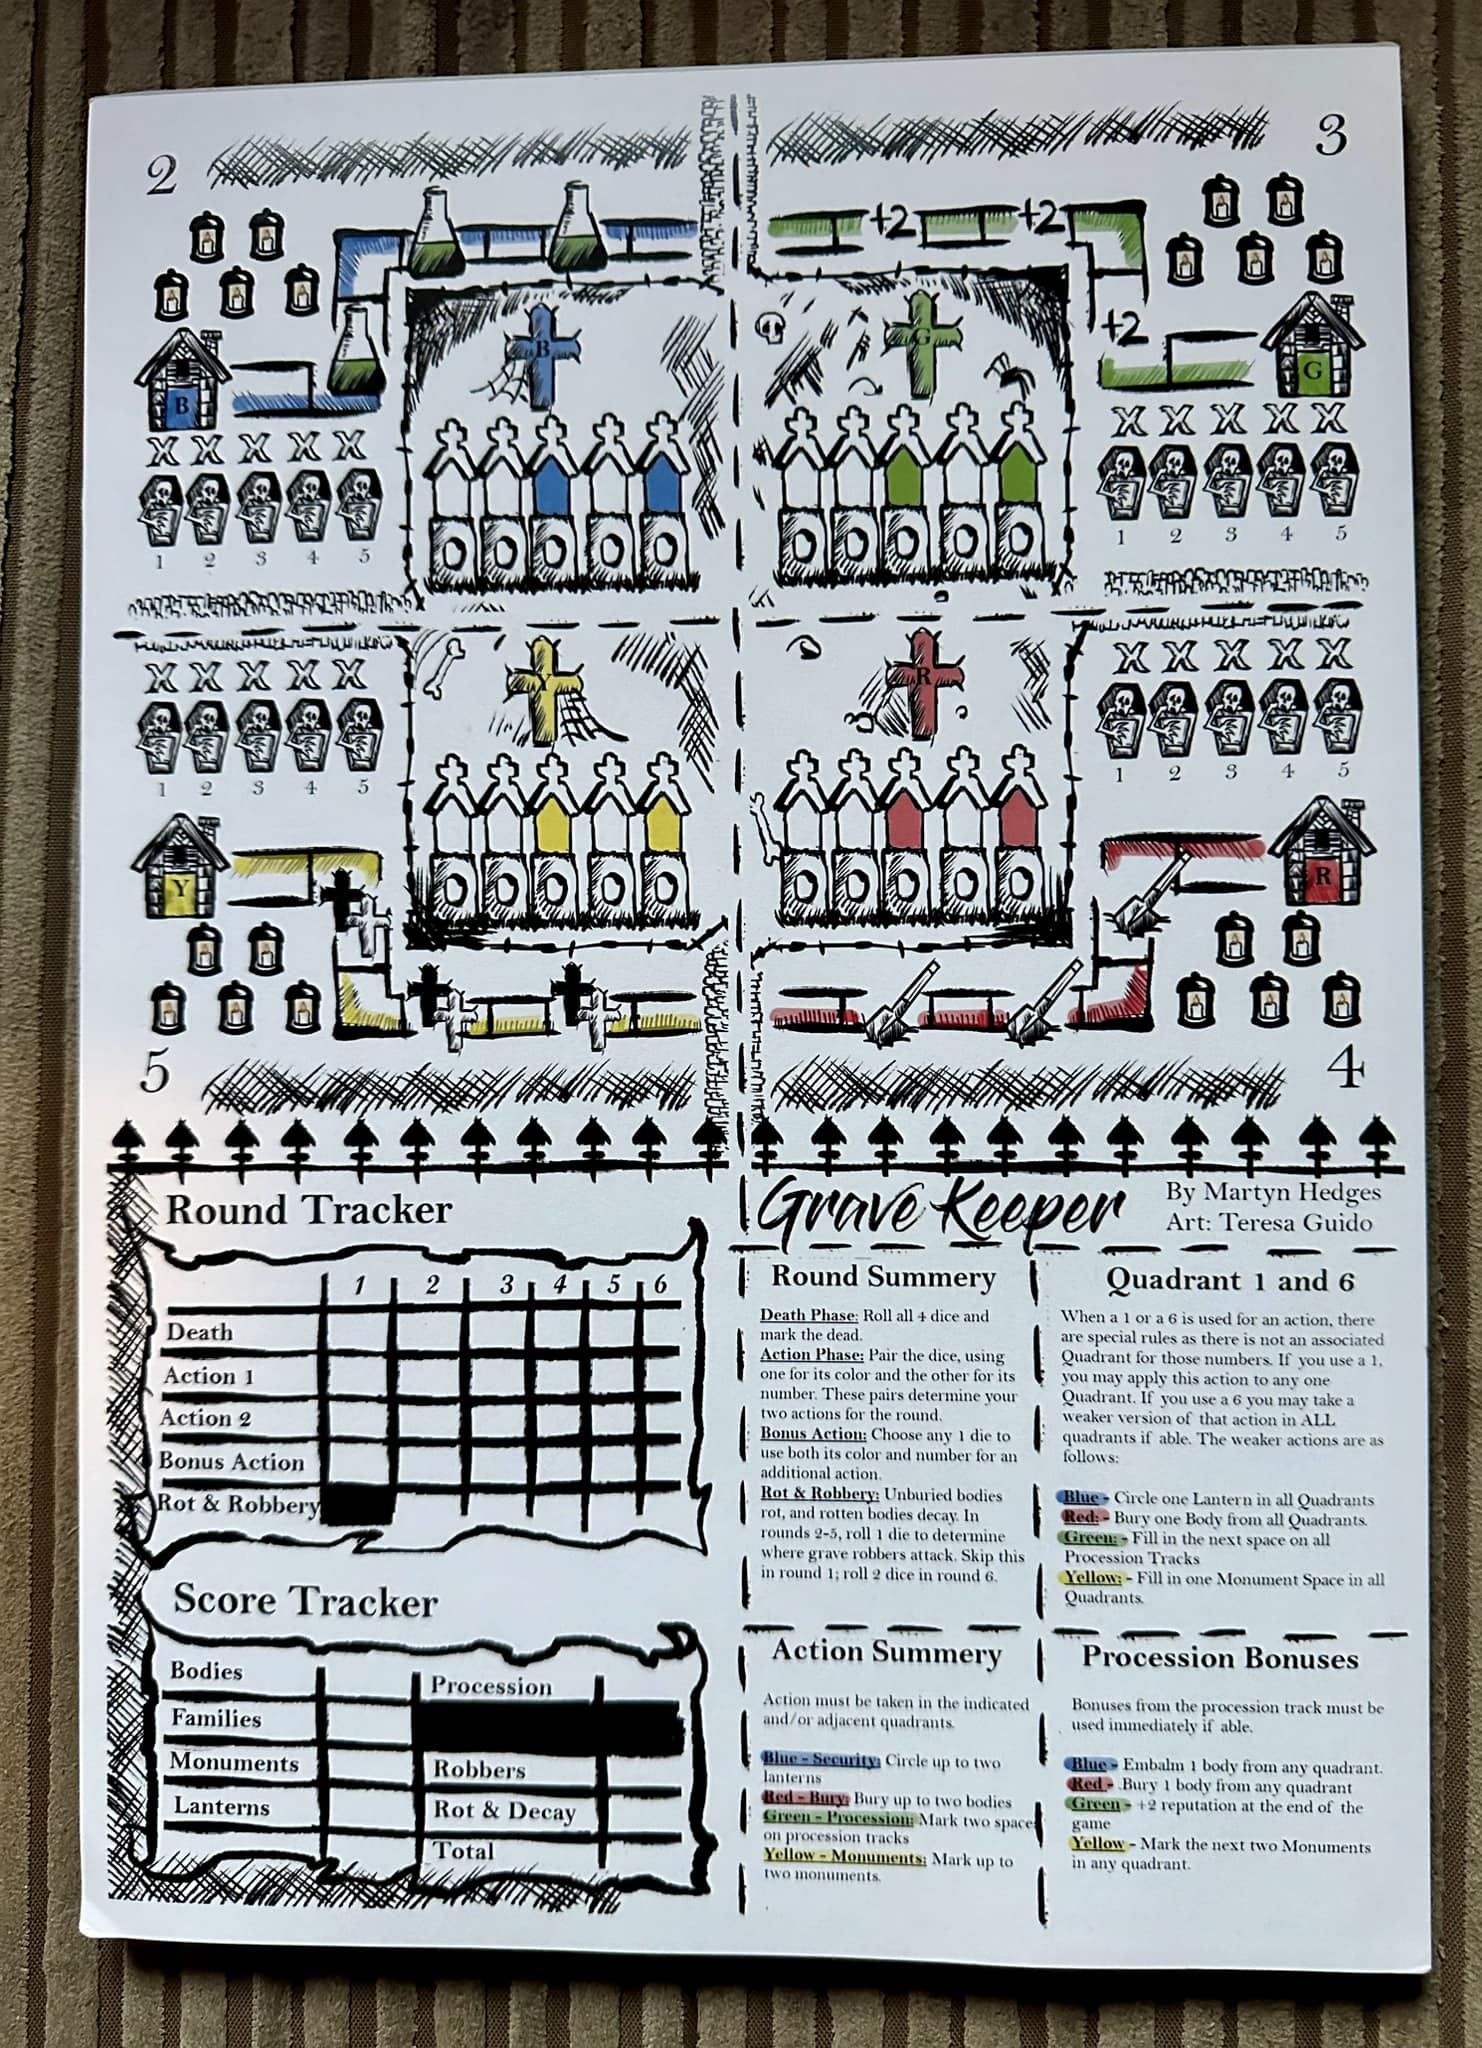 2
3
+2 +2
+2
B
G
B
G
X X X X X
X X X X X
1 2 3 4 5
1 2 3 4 5
X X X X X
X X X X X
Y
R
1 2 3 4 5
1 2 3 4 5
Y
R
5
4
Grave Keeper
By Martyn Hedges
Art: Teresa Guido
Round Tracker
1 2 3 4 5 6
Death
Action 1
Action 2
Bonus Action
Rot & Robbery
Score Tracker
Bodies
Families
Monuments
Lanterns
Procession
Robbers
Rot & Decay
Total
Round Summery
Death Phase: Roll all 4 dice and
mark the dead.
Action Phase: Pair the dice, using
one for its color and the other for its
number. These pairs determine your
two actions for the round.
Bonus Action: Choose any 1 die to
use both its color and number for an
additional action.
Rot & Robbery: Unburied bodies
rot, and rotten bodies decay. In
rounds 2-5, roll 1 die to determine
where grave robbers attack. Skip this
in round 1; roll 2 dice in round 6.
Quadrant 1 and 6
When a 1 or a 6 is used for an action, there
are special rules as there is not an associated
Quadrant for those numbers. If you use a 1,
you may apply this action to any one
Quadrant. If you use a 6 you may take a
weaker version of that action in ALL
quadrants if able. The weaker actions are as
follows:
Blue - Circle one Lantern in all Quadrants
Red: - Bury one Body from all Quadrants.
Green: - Fill in the next space on all
Procession Tracks
Yellow: - Fill in one Monument Space in all
Quadrants.
Action Summery
Action must be taken in the indicated
and/or adjacent quadrants.
Blue - Security: Circle up to two
lanterns
Red - Bury: Bury up to two bodies
Green - Procession: Mark two spaces
on procession tracks
Yellow - Monuments: Mark up to
two monuments.
Procession Bonuses
Bonuses from the procession track must be
used immediately if able.
Blue - Embalm 1 body from any quadrant.
Red - Bury 1 body from any quadrant
Green - +2 reputation at the end of the
game
Yellow - Mark the next two Monuments
in any quadrant.